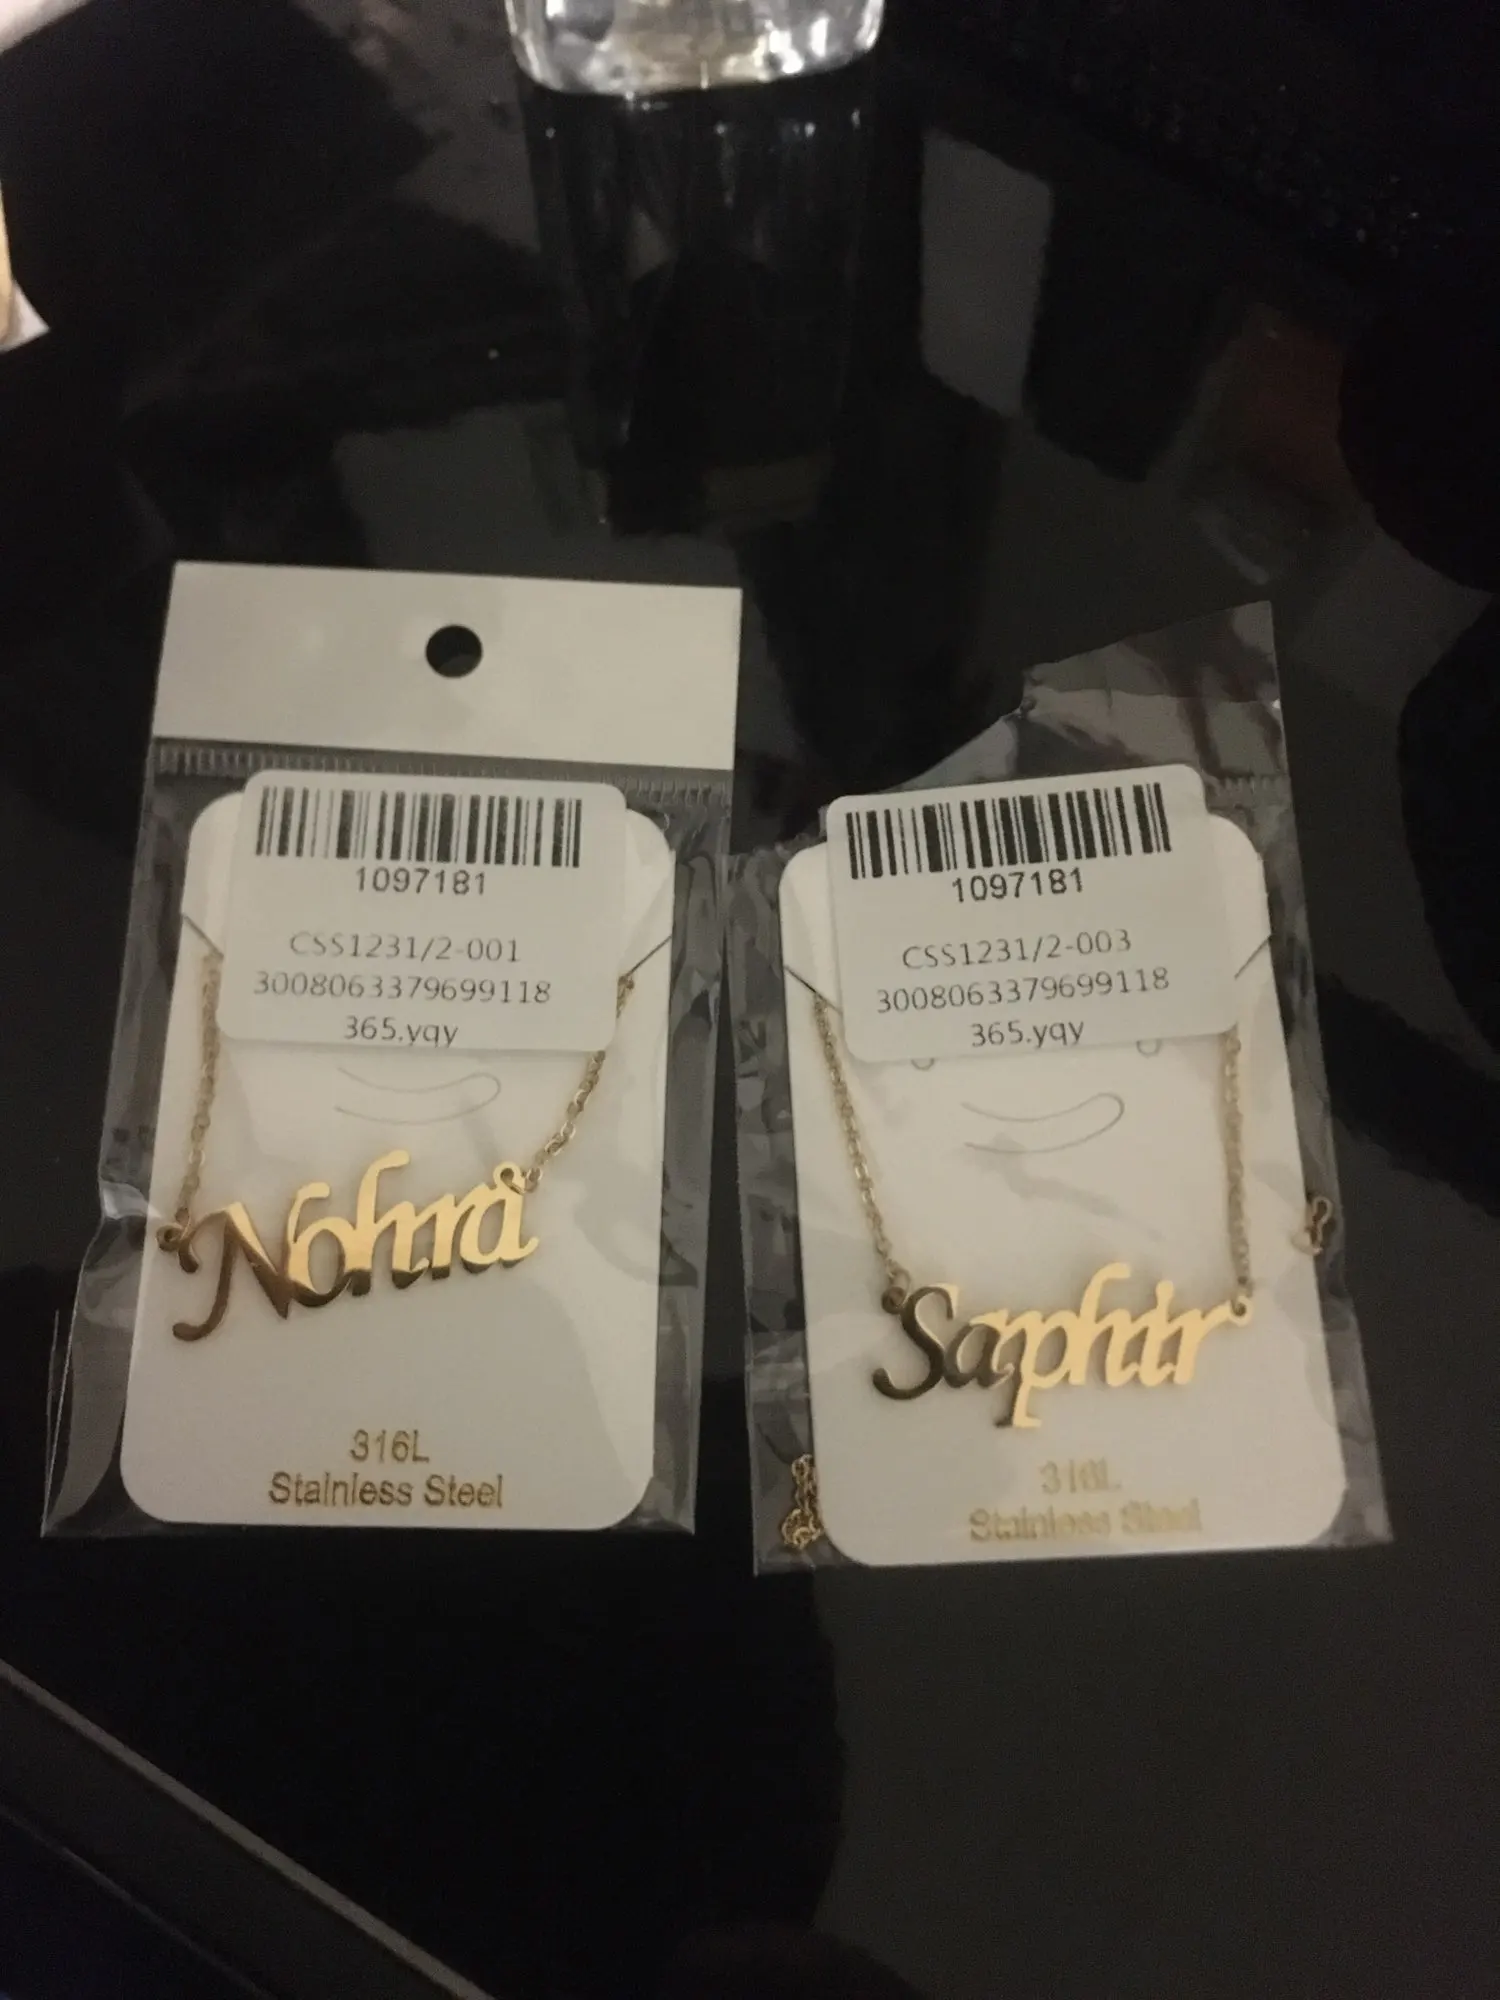 1097181
CSS1231/2-001
3008063379699118
365.yqy
Nohra
316L
Stainless Steel
1097181
CSS1231/2-003
3008063379699118
365.yqy
Saphir
316L
Stainless Steel